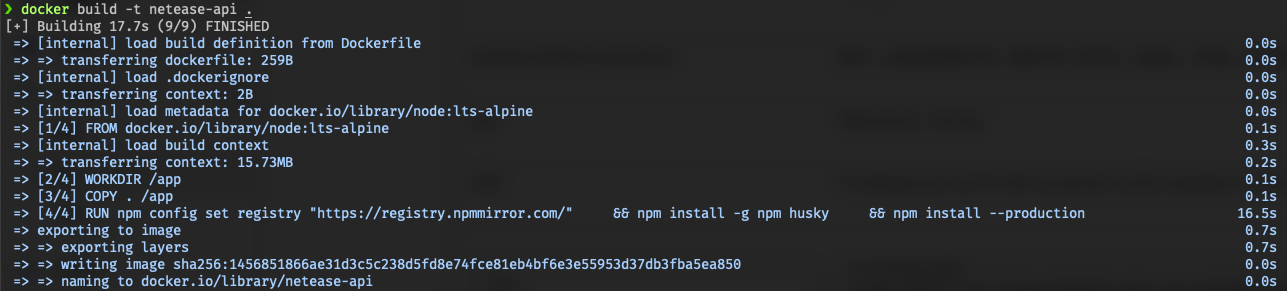 ❯ docker build -t netease-api .
[+] Building 17.7s (9/9) FINISHED
=> [internal] load build definition from Dockerfile 0.0s
=> => transferring dockerfile: 259B 0.0s
=> [internal] load .dockerignore 0.0s
=> => transferring context: 2B 0.0s
=> [internal] load metadata for docker.io/library/node:lts-alpine 0.0s
=> [1/4] FROM docker.io/library/node:lts-alpine 0.1s
=> [internal] load build context 0.3s
=> => transferring context: 15.73MB 0.2s
=> [2/4] WORKDIR /app 0.1s
=> [3/4] COPY . /app 0.1s
=> [4/4] RUN npm config set registry "https://registry.npmmirror.com/"     && npm install -g npm husky     && npm install --production 16.5s
=> exporting to image 0.7s
=> => exporting layers 0.7s
=> => writing image sha256:1456851866ae31d3c5c238d5fd8e74fce81eb4bf6e3e55953d37db3fba5ea850 0.0s
=> => naming to docker.io/library/netease-api 0.0s